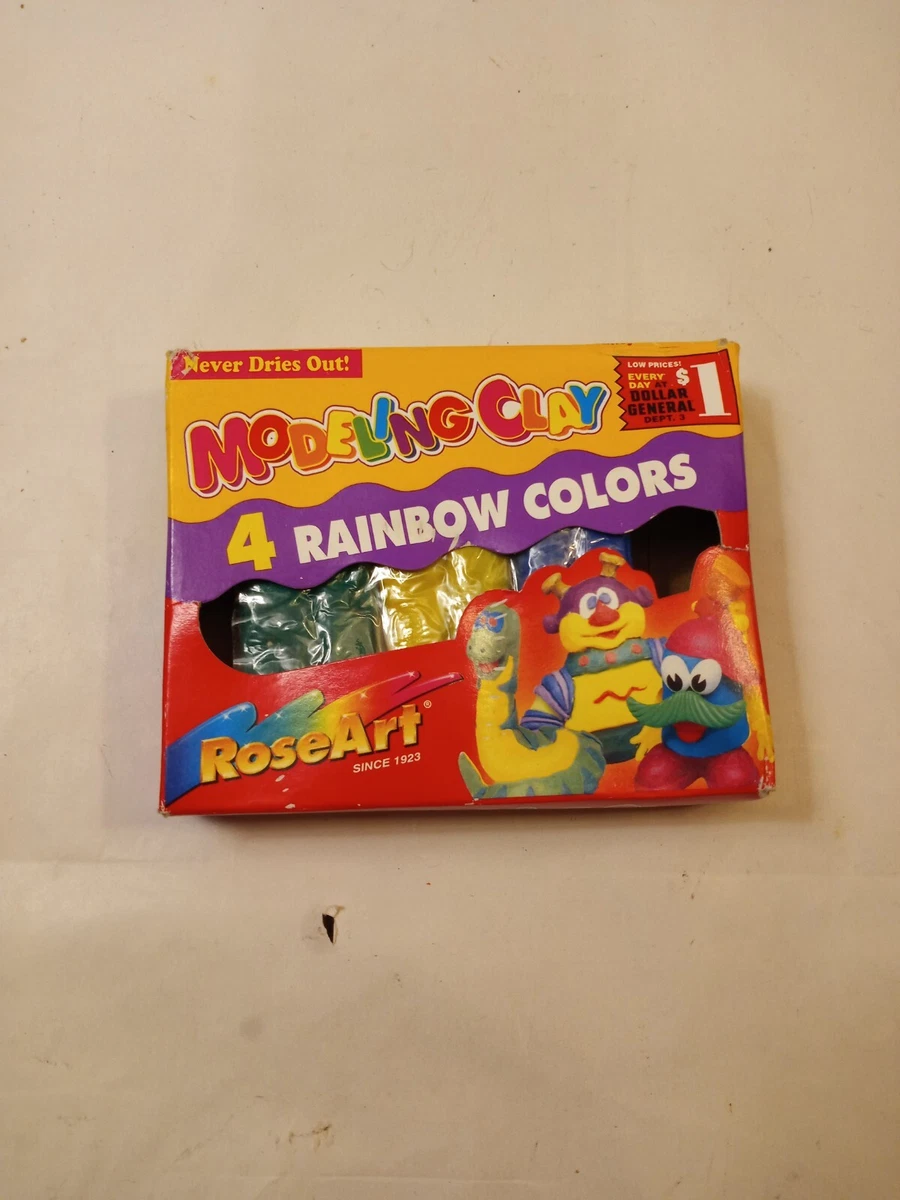 Never Dries Out!
MODELING CLAY
LOW PRICES!
EVERY
DAY AT
DOLLAR
GENERAL
DEPT. 3
$1
4 RAINBOW COLORS
RoseArt®
SINCE 1923